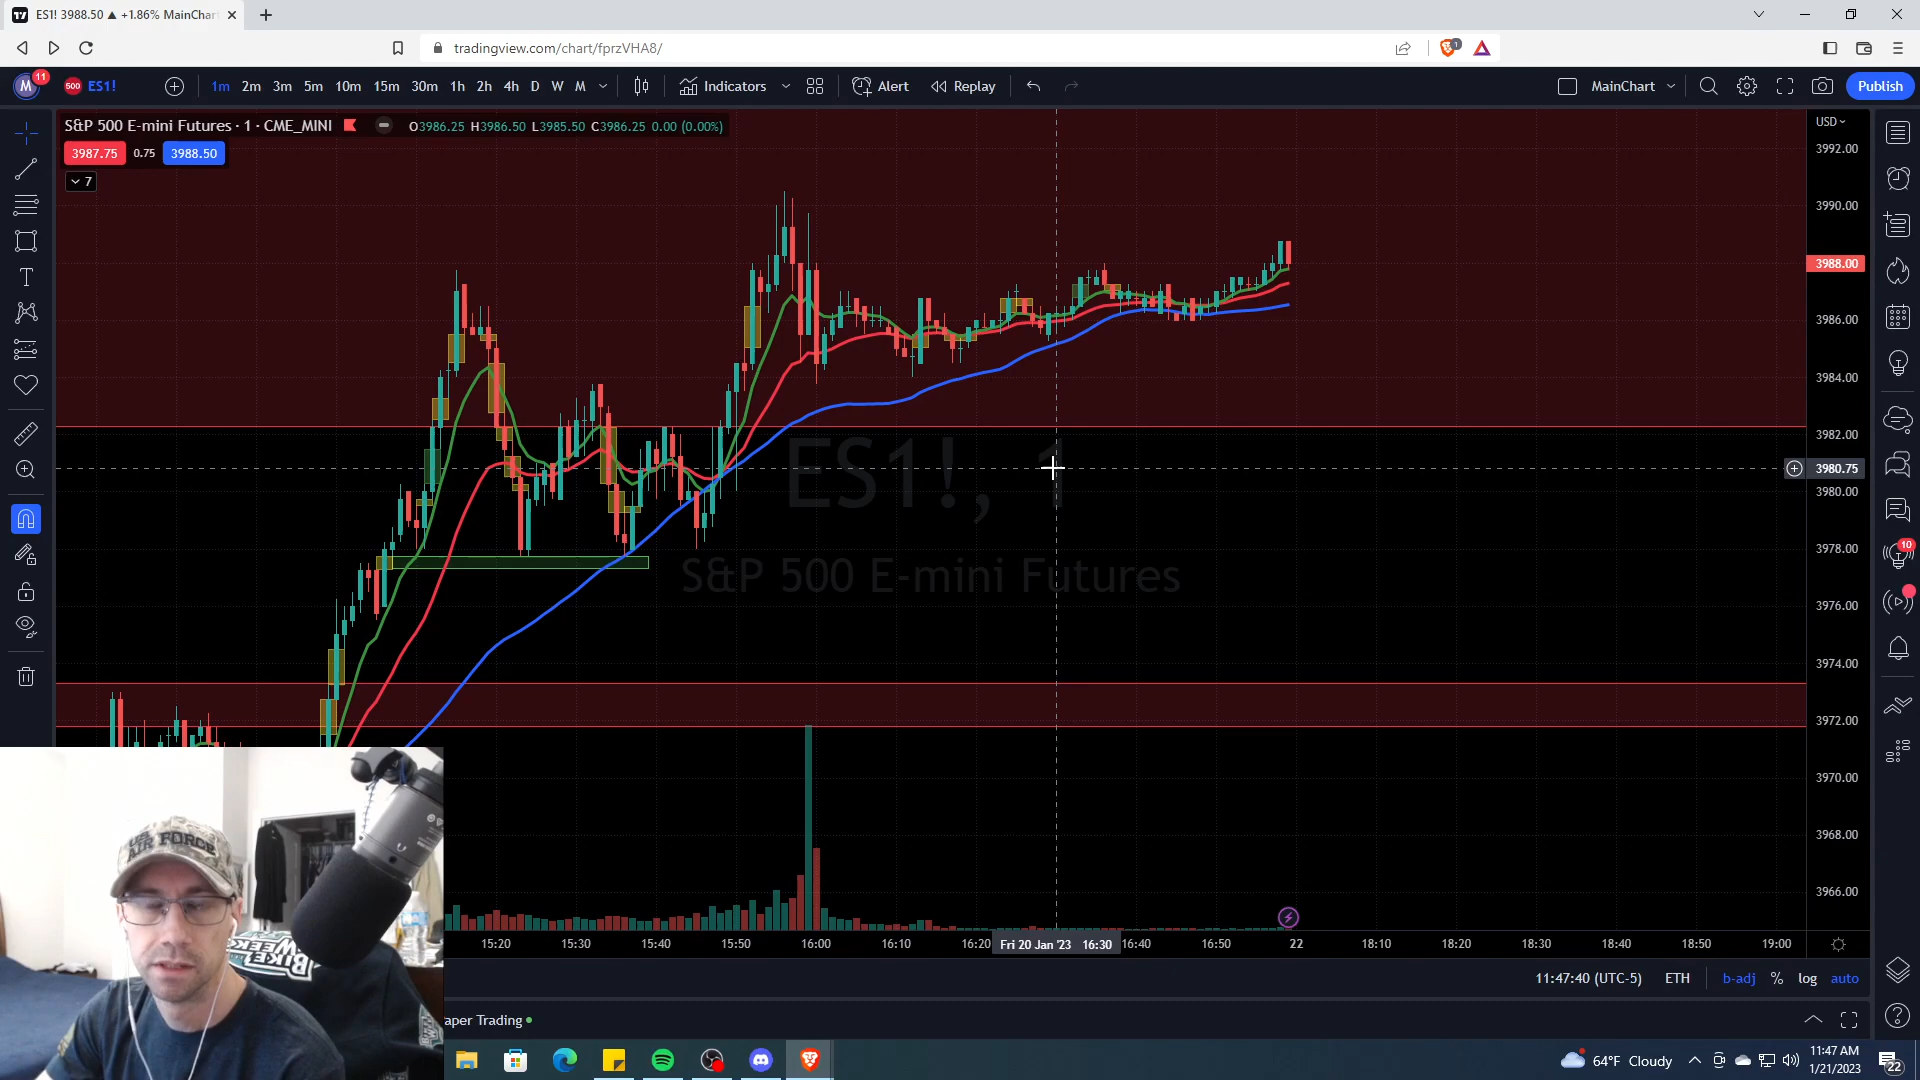 ES1! 3988.50 ▲ +1.86% MainChar
tradingview.com/chart/fprzVHA8/
M 11 500 ES1! 1m 2m 3m 5m 10m 15m 30m 1h 2h 4h D W M Indicators Alert Replay MainChart Publish
S&P 500 E-mini Futures · 1 · CME_MINI O3986.25 H3986.50 L3985.50 C3986.25 0.00 (0.00%)
3987.75 0.75 3988.50
7
USD
3992.00
3990.00
3988.00
3986.00
3984.00
3982.00
3980.75
3980.00
3978.00
3976.00
3974.00
3972.00
3970.00
3968.00
3966.00
ES1!, 1
S&P 500 E-mini Futures
10
AIR FORCE
BIKE WEEK
15:20 15:30 15:40 15:50 16:00 16:10 16:20 Fri 20 Jan '23 16:30 16:40 16:50 22 18:10 18:20 18:30 18:40 18:50 19:00
11:47:40 (UTC-5) ETH b-adj % log auto
aper Trading
64°F Cloudy
11:47 AM
1/21/2023
22